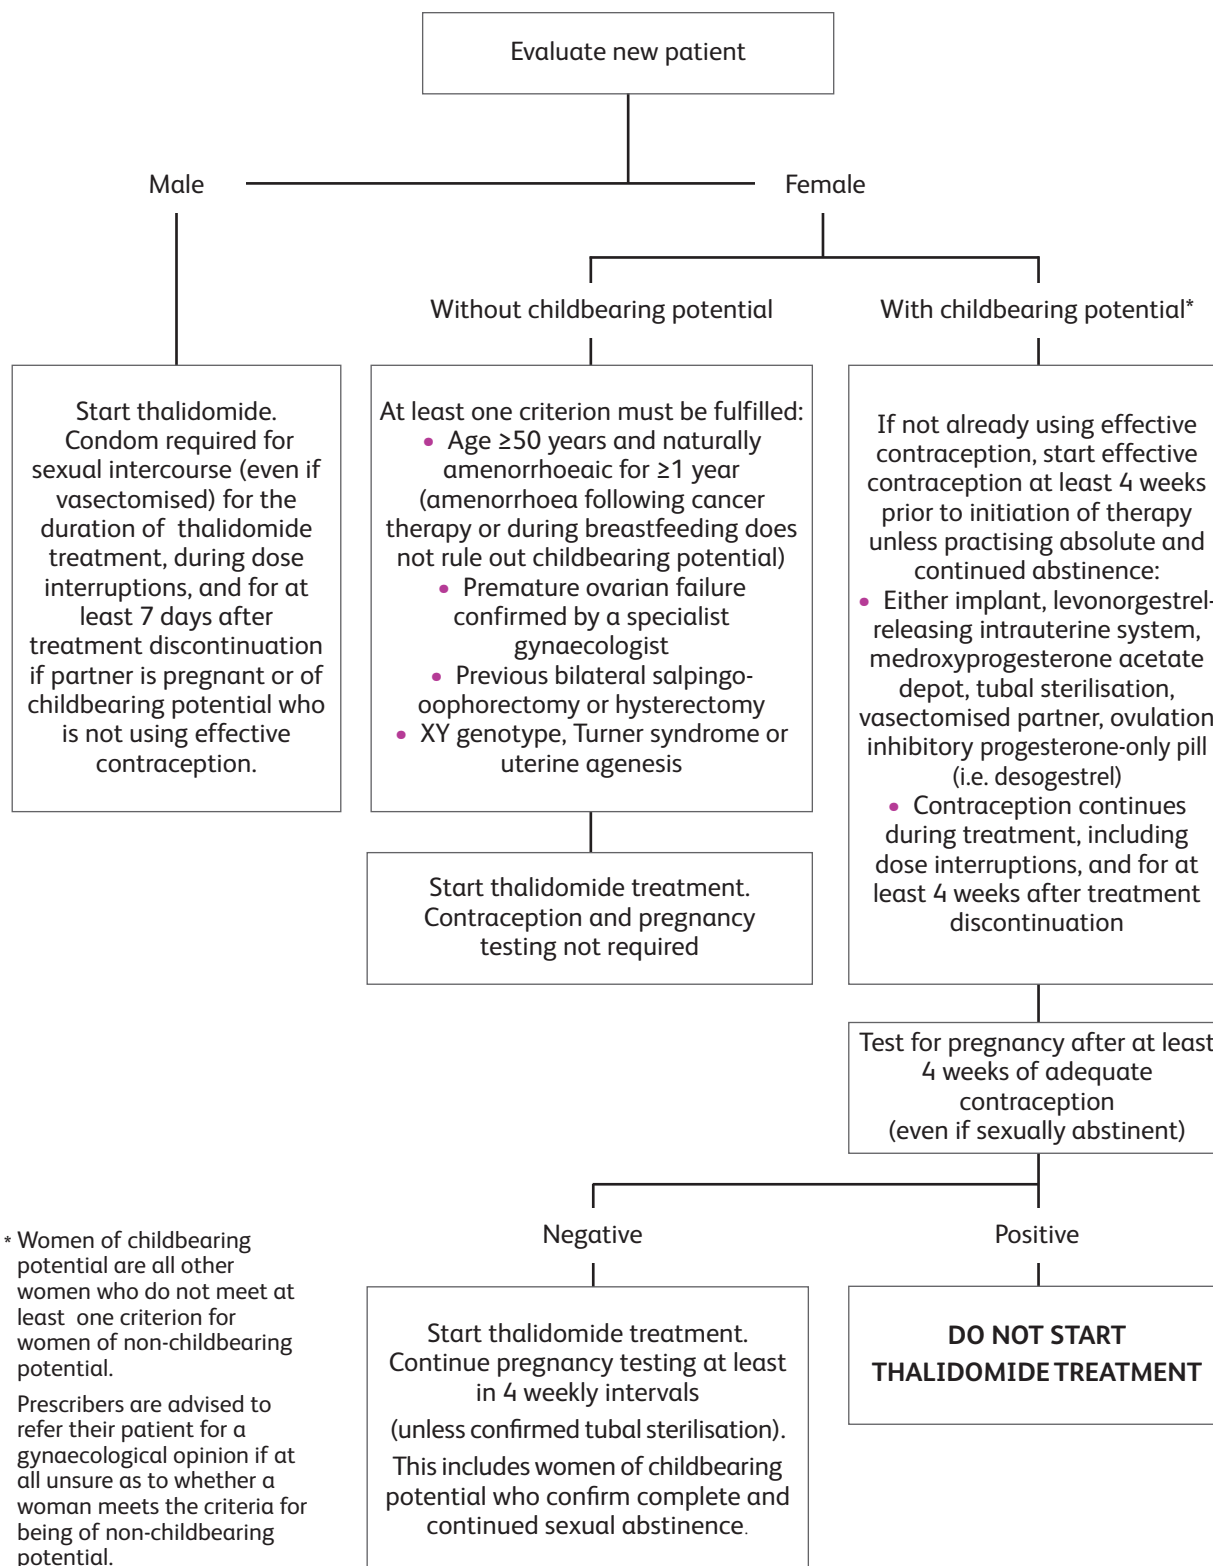 Evaluate new patient
Male
Female
Without childbearing potential
With childbearing potential*
Start thalidomide.
Condom required for
sexual intercourse (even if
vasectomised) for the
duration of thalidomide
treatment, during dose
interruptions, and for at
least 7 days after
treatment discontinuation
if partner is pregnant or of
childbearing potential who
is not using effective
contraception.
At least one criterion must be fulfilled:
• Age ≥50 years and naturally
amenorrhoeaic for ≥1 year
(amenorrhoea following cancer
therapy or during breastfeeding does
not rule out childbearing potential)
• Premature ovarian failure
confirmed by a specialist
gynaecologist
• Previous bilateral salpingo-
oophorectomy or hysterectomy
• XY genotype, Turner syndrome or
uterine agenesis
If not already using effective
contraception, start effective
contraception at least 4 weeks
prior to initiation of therapy
unless practising absolute and
continued abstinence:
• Either implant, levonorgestrel-
releasing intrauterine system,
medroxyprogesterone acetate
depot, tubal sterilisation,
vasectomised partner, ovulation
inhibitory progesterone-only pill
(i.e. desogestrel)
• Contraception continues
during treatment, including
dose interruptions, and for at
least 4 weeks after treatment
discontinuation
Start thalidomide treatment.
Contraception and pregnancy
testing not required
Test for pregnancy after at least
4 weeks of adequate
contraception
(even if sexually abstinent)
Negative
Positive
Start thalidomide treatment.
Continue pregnancy testing at least
in 4 weekly intervals
(unless confirmed tubal sterilisation).
This includes women of childbearing
potential who confirm complete and
continued sexual abstinence.
DO NOT START
THALIDOMIDE TREATMENT
* Women of childbearing
potential are all other
women who do not meet at
least one criterion for
women of non-childbearing
potential.
Prescribers are advised to
refer their patient for a
gynaecological opinion if at
all unsure as to whether a
woman meets the criteria for
being of non-childbearing
potential.